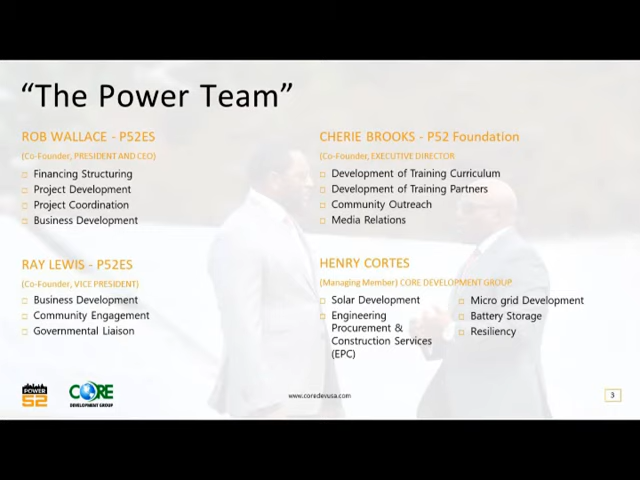 “The Power Team”
ROB WALLACE - P52ES
(Co-Founder, PRESIDENT AND CEO)
Financing Structuring
Project Development
Project Coordination
Business Development
CHERIE BROOKS - P52 Foundation
(Co-Founder, EXECUTIVE DIRECTOR
Development of Training Curriculum
Development of Training Partners
Community Outreach
Media Relations
RAY LEWIS - P52ES
(Co-Founder, VICE PRESIDENT)
Business Development
Community Engagement
Governmental Liaison
HENRY CORTES
(Managing Member) CORE DEVELOPMENT GROUP
Solar Development
Engineering
Procurement &
Construction Services
(EPC)
Micro grid Development
Battery Storage
Resiliency
POWER
52
CORE
DEVELOPMENT GROUP
www.coredevusa.com
3